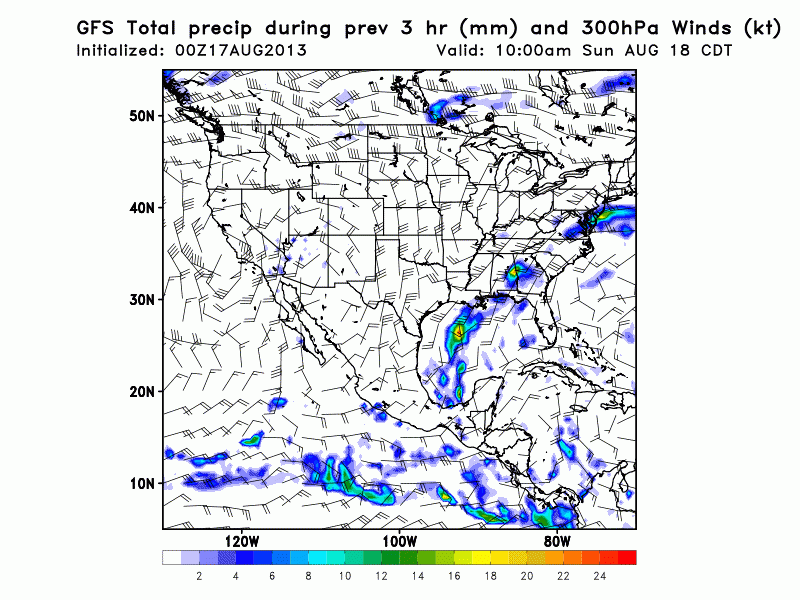 GFS Total precip during prev 3 hr (mm) and 300hPa Winds (kt)
Initialized: 00Z17AUG2013 Valid: 10:00am Sun AUG 18 CDT
50N
40N
30N
20N
10N
120W 100W 80W
2 4 6 8 10 12 14 16 18 20 22 24